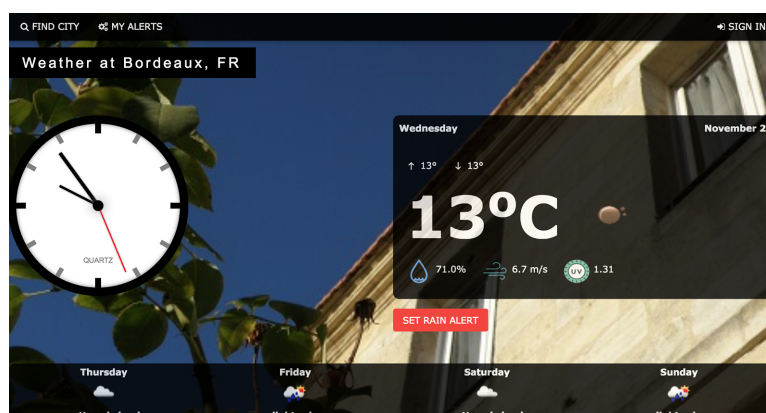 FIND CITY MY ALERTS SIGN IN
Weather at Bordeaux, FR
QUARTZ
Wednesday November 2
↑ 13° ↓ 13°
13°C
71.0% 6.7 m/s UV 1.31
SET RAIN ALERT
Thursday Friday Saturday Sunday